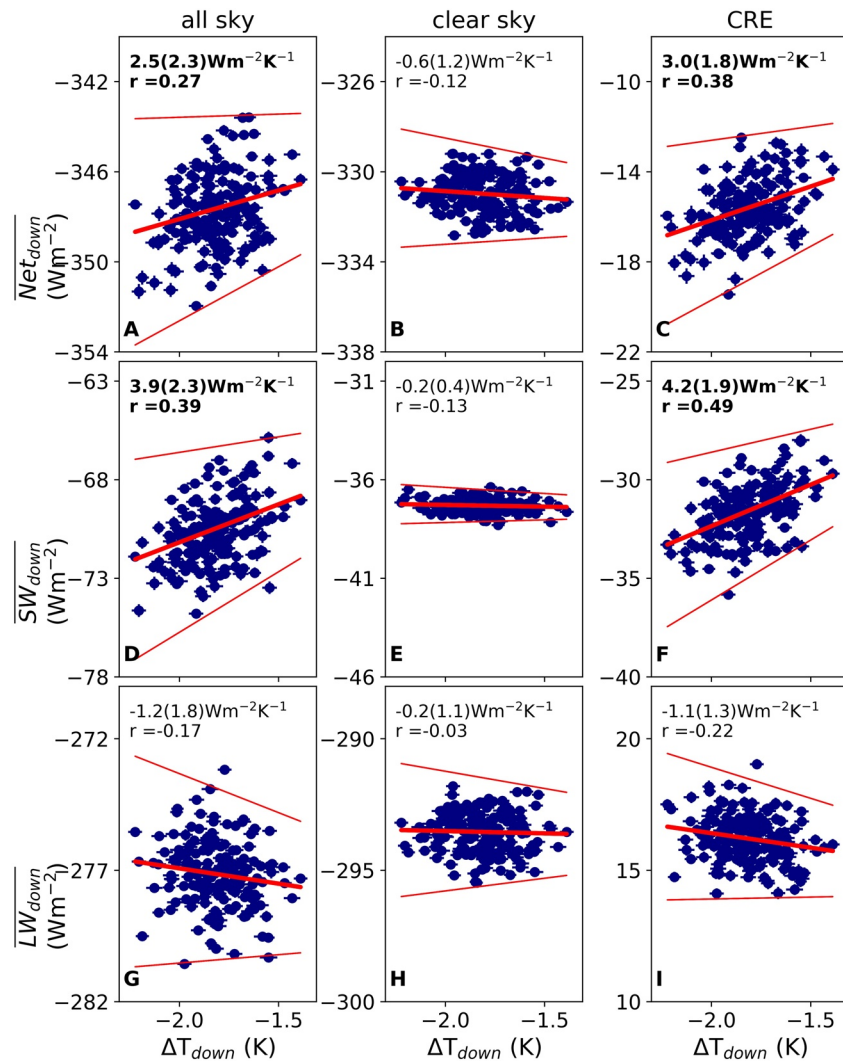 all sky
clear sky
CRE
2.5(2.3)Wm⁻²K⁻¹
r =0.27
-0.6(1.2)Wm⁻²K⁻¹
r =-0.12
3.0(1.8)Wm⁻²K⁻¹
r =0.38
−342
−346
−350
−354
−326
−330
−334
−338
−10
−14
−18
−22
Net_down
(Wm⁻²)
A
B
C
3.9(2.3)Wm⁻²K⁻¹
r =0.39
-0.2(0.4)Wm⁻²K⁻¹
r =-0.13
4.2(1.9)Wm⁻²K⁻¹
r =0.49
−63
−68
−73
−78
−31
−36
−41
−46
−25
−30
−35
−40
SW_down
(Wm⁻²)
D
E
F
-1.2(1.8)Wm⁻²K⁻¹
r =-0.17
-0.2(1.1)Wm⁻²K⁻¹
r =-0.03
-1.1(1.3)Wm⁻²K⁻¹
r =-0.22
−272
−277
−282
−290
−295
−300
20
15
10
LW_down
(Wm⁻²)
G
H
I
−2.0 −1.5
−2.0 −1.5
−2.0 −1.5
ΔT_down (K)
ΔT_down (K)
ΔT_down (K)